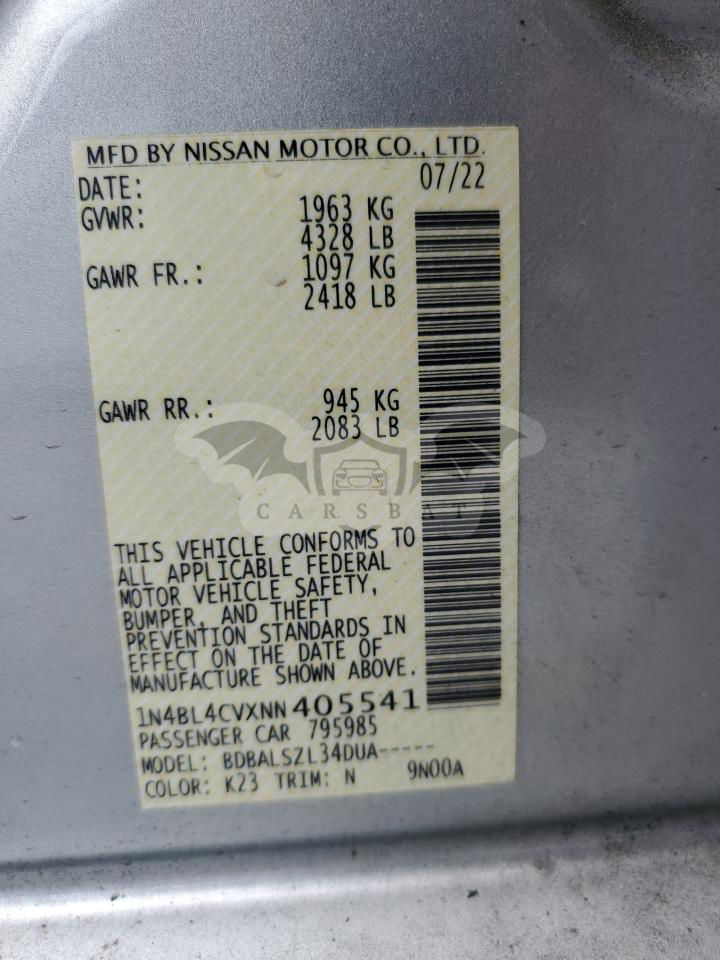 MFD BY NISSAN MOTOR CO., LTD.
DATE: 07/22
GVWR: 1963 KG
4328 LB
GAWR FR.: 1097 KG
2418 LB
GAWR RR.: 945 KG
2083 LB
CARSBAT
THIS VEHICLE CONFORMS TO
ALL APPLICABLE FEDERAL
MOTOR VEHICLE SAFETY,
BUMPER, AND THEFT
PREVENTION STANDARDS IN
EFFECT ON THE DATE OF
MANUFACTURE SHOWN ABOVE.
1N4BL4CVXNN405541
PASSENGER CAR 795985
MODEL: BDBALSZL34DUA-----
COLOR: K23 TRIM: N 9N00A